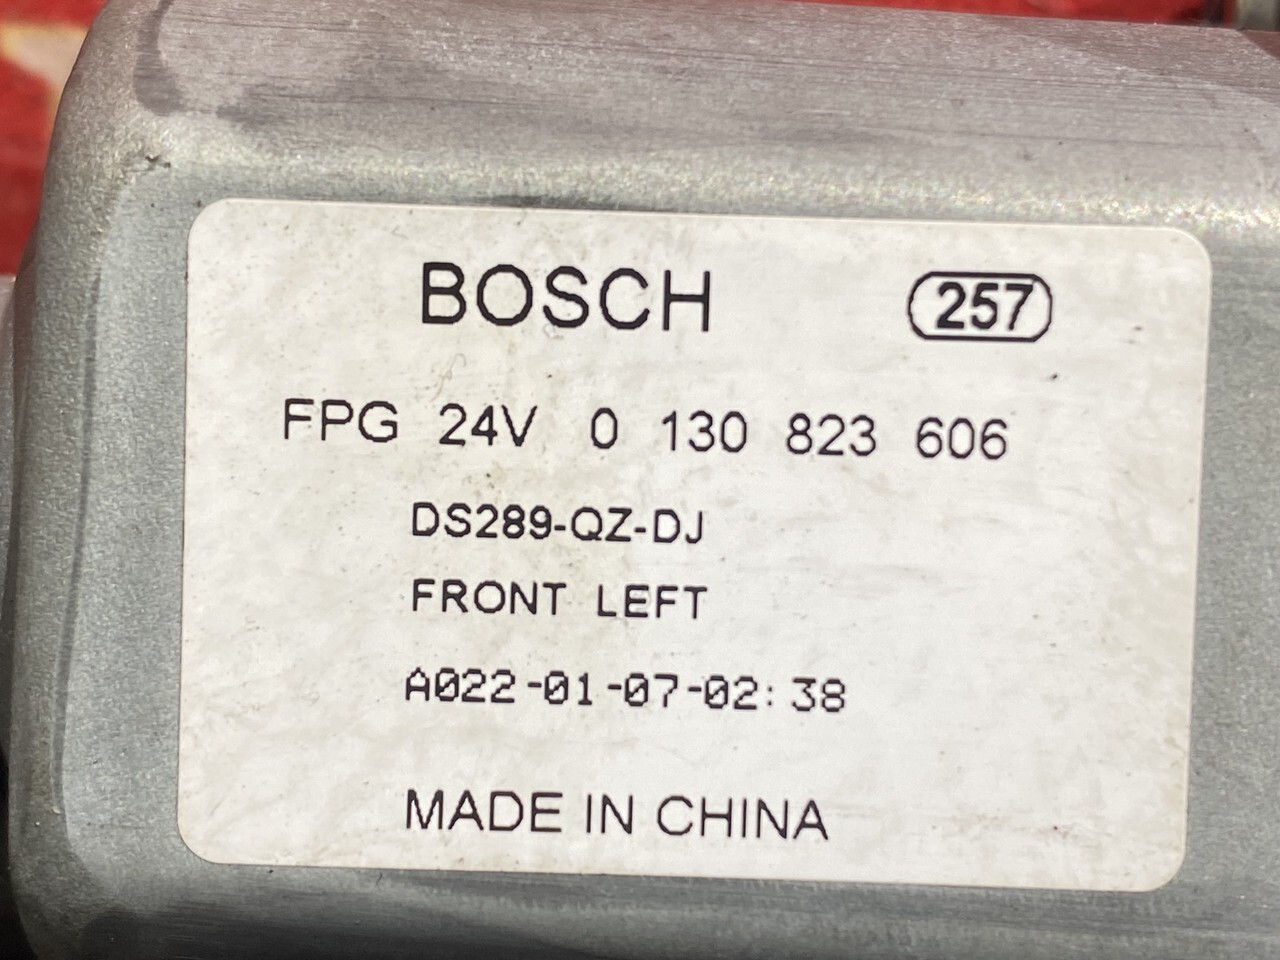 BOSCH 257
FPG 24V 0 130 823 606
DS289-QZ-DJ
FRONT LEFT
A022-01-07-02:38
MADE IN CHINA